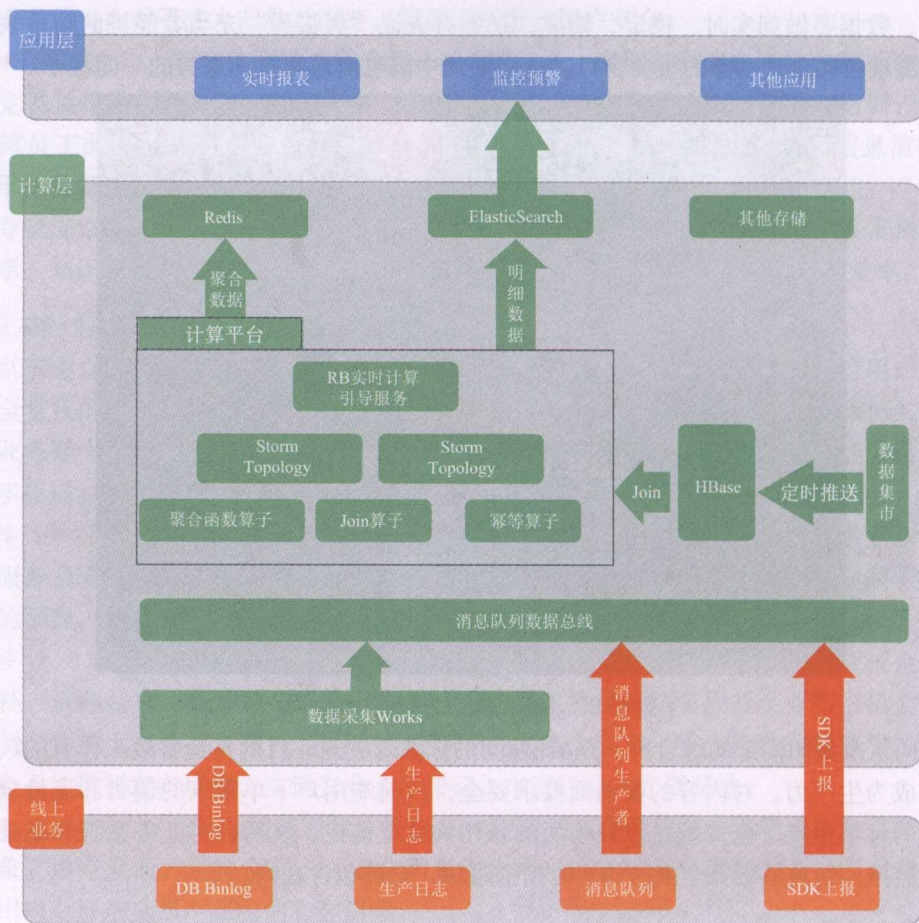 应用层
实时报表
监控预警
其他应用
计算层
Redis
ElasticSearch
其他存储
聚合
数据
明细数据
计算平台
RB实时计算
引导服务
Storm
Topology
Storm
Topology
聚合函数算子
Join算子
幂等算子
Join
HBase
定时推送
数据集市
消息队列数据总线
数据采集Works
DB Binlog
生产日志
消息队列生产者
SDK上报
线上
业务
DB Binlog
生产日志
消息队列
SDK上报